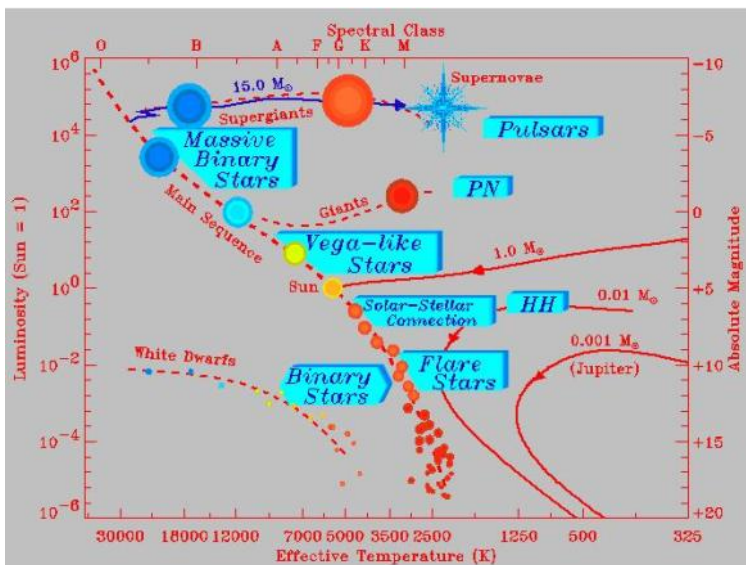 Spectral Class
O B A F G K M
10^6
10^4
10^2
10^0
10^-2
10^-4
10^-6
Luminosity (Sun = 1)
-10
-5
0
+5
+10
+15
+20
Absolute Magnitude
15.0 M☉
Supergiants
Supernovae
Pulsars
Massive
Binary
Stars
Main Sequence
Giants
PN
Vega-like
Stars
1.0 M☉
Sun
Solar-Stellar
Connection
HH
0.01 M☉
0.001 M☉
(Jupiter)
White Dwarfs
Binary
Stars
Flare
Stars
30000 18000 12000 7000 5000 3500 2500 1250 500 325
Effective Temperature (K)